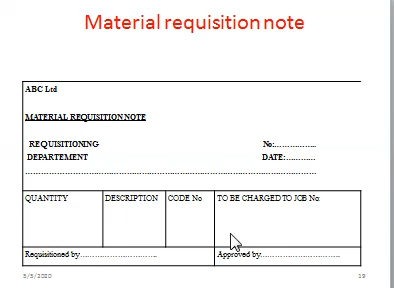 Material requisition note
ABC Ltd
MATERIAL REQUISITION NOTE
REQUISITIONING No:................
DEPARTEMENT DATE:............
....................................................................................................
QUANTITY DESCRIPTION CODE No TO BE CHARGED TO JOB No:
Requisitioned by.............................. Approved by..............................
5/5/2020 19